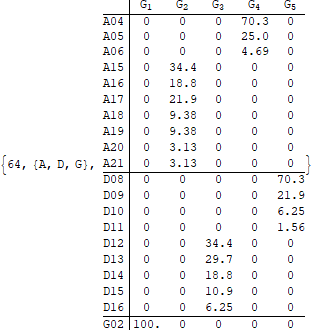 G₁ G₂ G₃ G₄ G₅
A04 0 0 0 70.3 0
A05 0 0 0 25.0 0
A06 0 0 0 4.69 0
A15 0 34.4 0 0 0
A16 0 18.8 0 0 0
A17 0 21.9 0 0 0
A18 0 9.38 0 0 0
A19 0 9.38 0 0 0
A20 0 3.13 0 0 0
{64, {A, D, G}, A21 0 3.13 0 0 0 }
D08 0 0 0 0 70.3
D09 0 0 0 0 21.9
D10 0 0 0 0 6.25
D11 0 0 0 0 1.56
D12 0 0 34.4 0 0
D13 0 0 29.7 0 0
D14 0 0 18.8 0 0
D15 0 0 10.9 0 0
D16 0 0 6.25 0 0
G02 100. 0 0 0 0